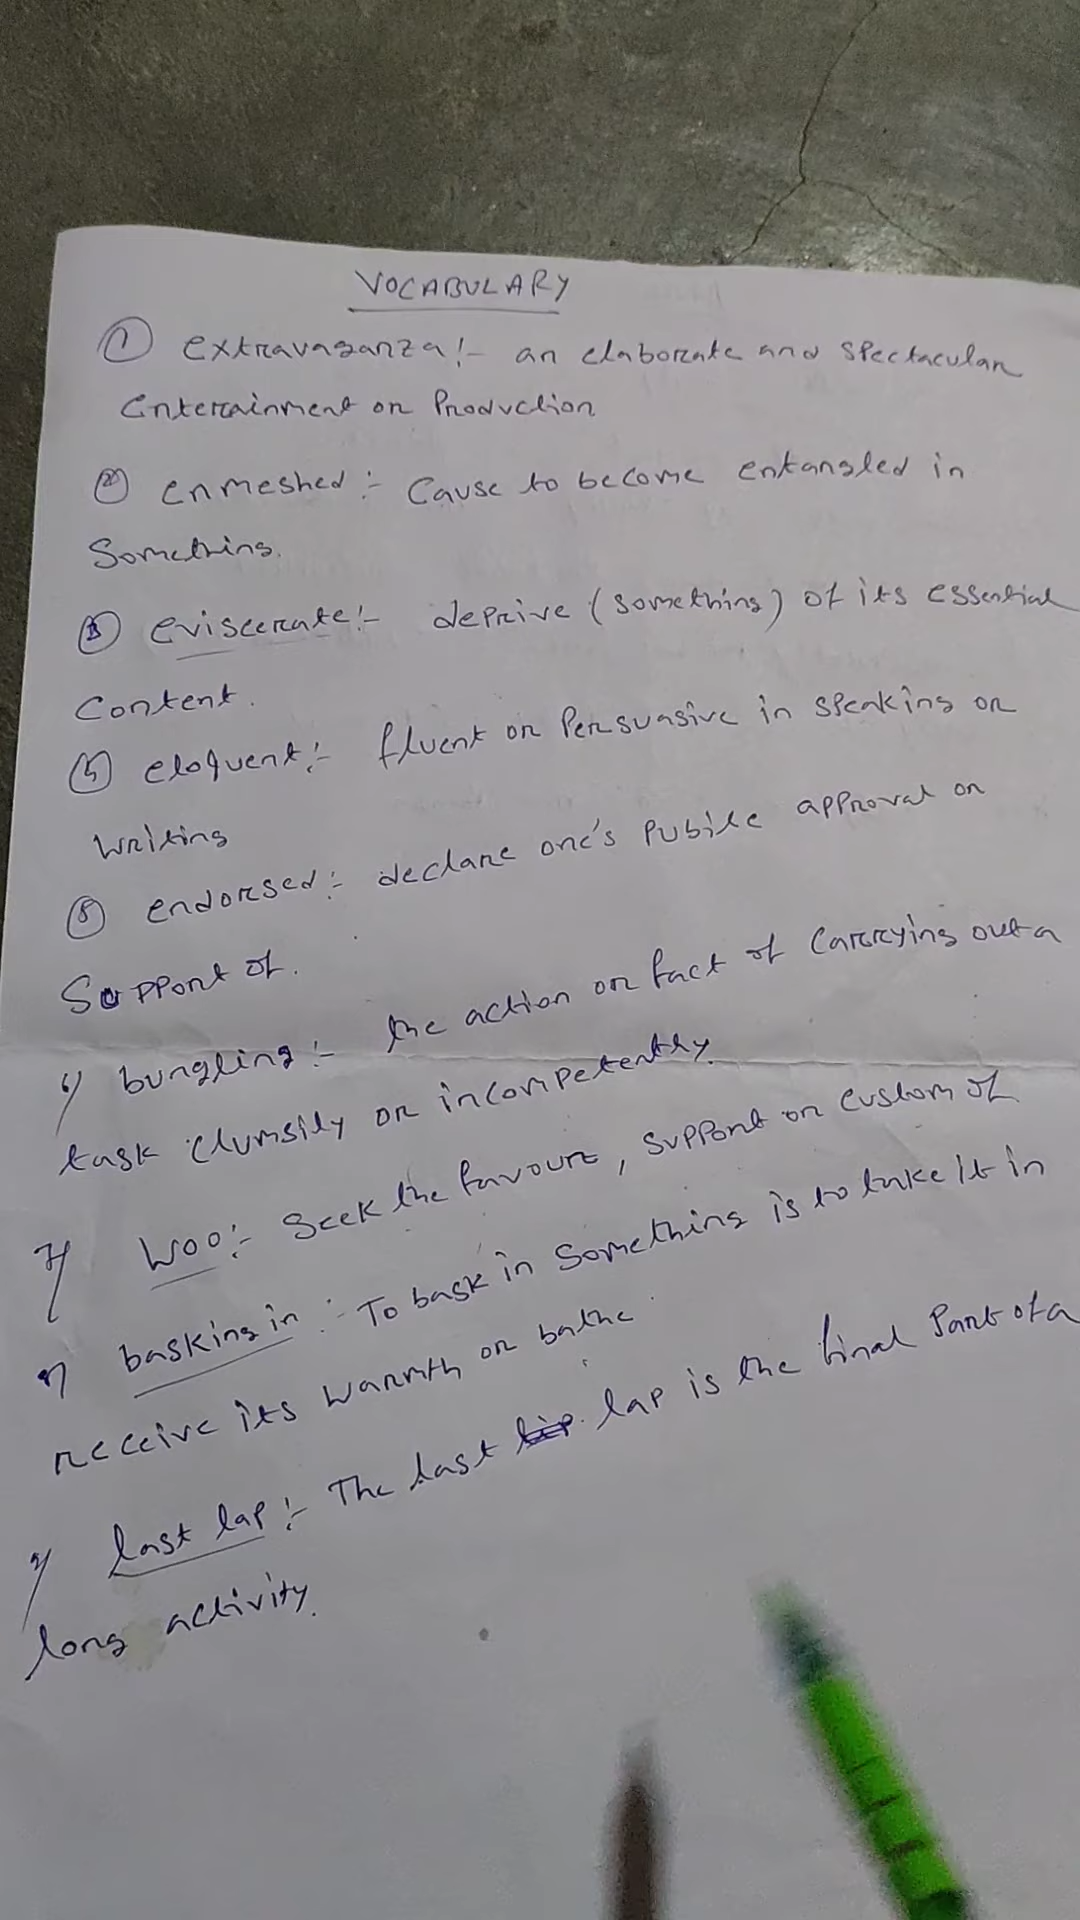 VOCABULARY
① extravaganza :- an elaborate and spectacular
entertainment or Production
② enmeshed :- Cause to become entangled in
Something.
③ eviscerate :- deprive (something) of its essential
Content.
④ eloquent :- fluent or Persuasive in speaking or
writing
⑤ endorsed :- declare one's Pubilc approval or
Support of.
6) bungling :- the action or fact of Carrying out a
task clumsily or incompetently.
7) Woo :- Seek the favour, support or custom of
8) basking in :- To bask in something is to take it in
receive its warmth or bathe.
9) last lap :- The last lap is the final Part of a
long activity.